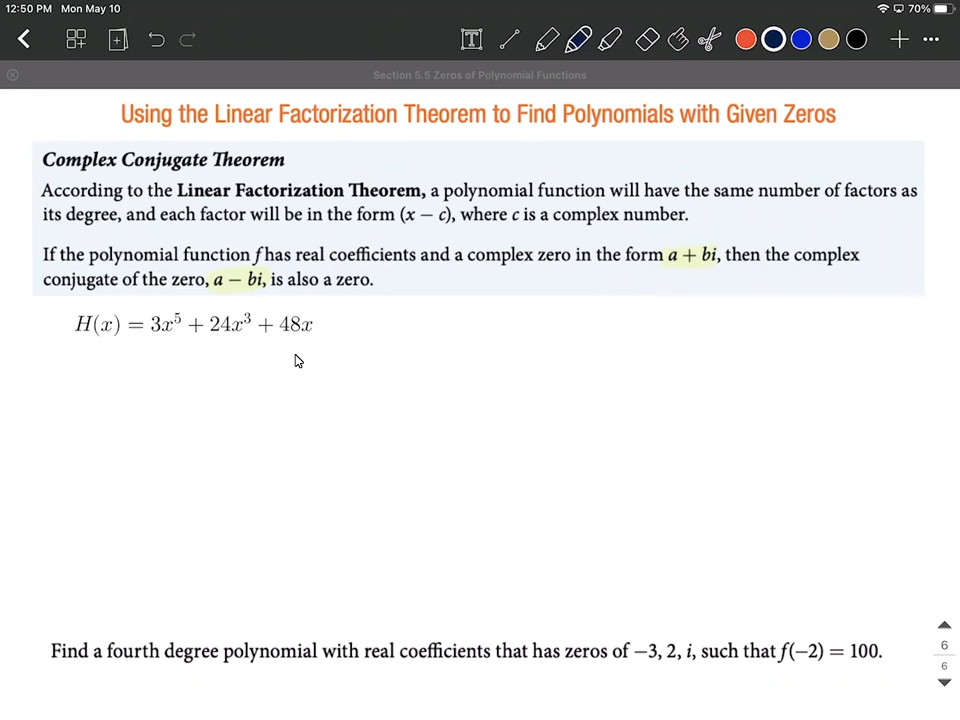 12:50 PM Mon May 10 70%
Section 5.5 Zeros of Polynomial Functions
Using the Linear Factorization Theorem to Find Polynomials with Given Zeros
Complex Conjugate Theorem
According to the Linear Factorization Theorem, a polynomial function will have the same number of factors as
its degree, and each factor will be in the form (x − c), where c is a complex number.
If the polynomial function f has real coefficients and a complex zero in the form a + bi, then the complex
conjugate of the zero, a − bi, is also a zero.
H(x) = 3x⁵ + 24x³ + 48x
Find a fourth degree polynomial with real coefficients that has zeros of −3, 2, i, such that f(−2) = 100.
6
6